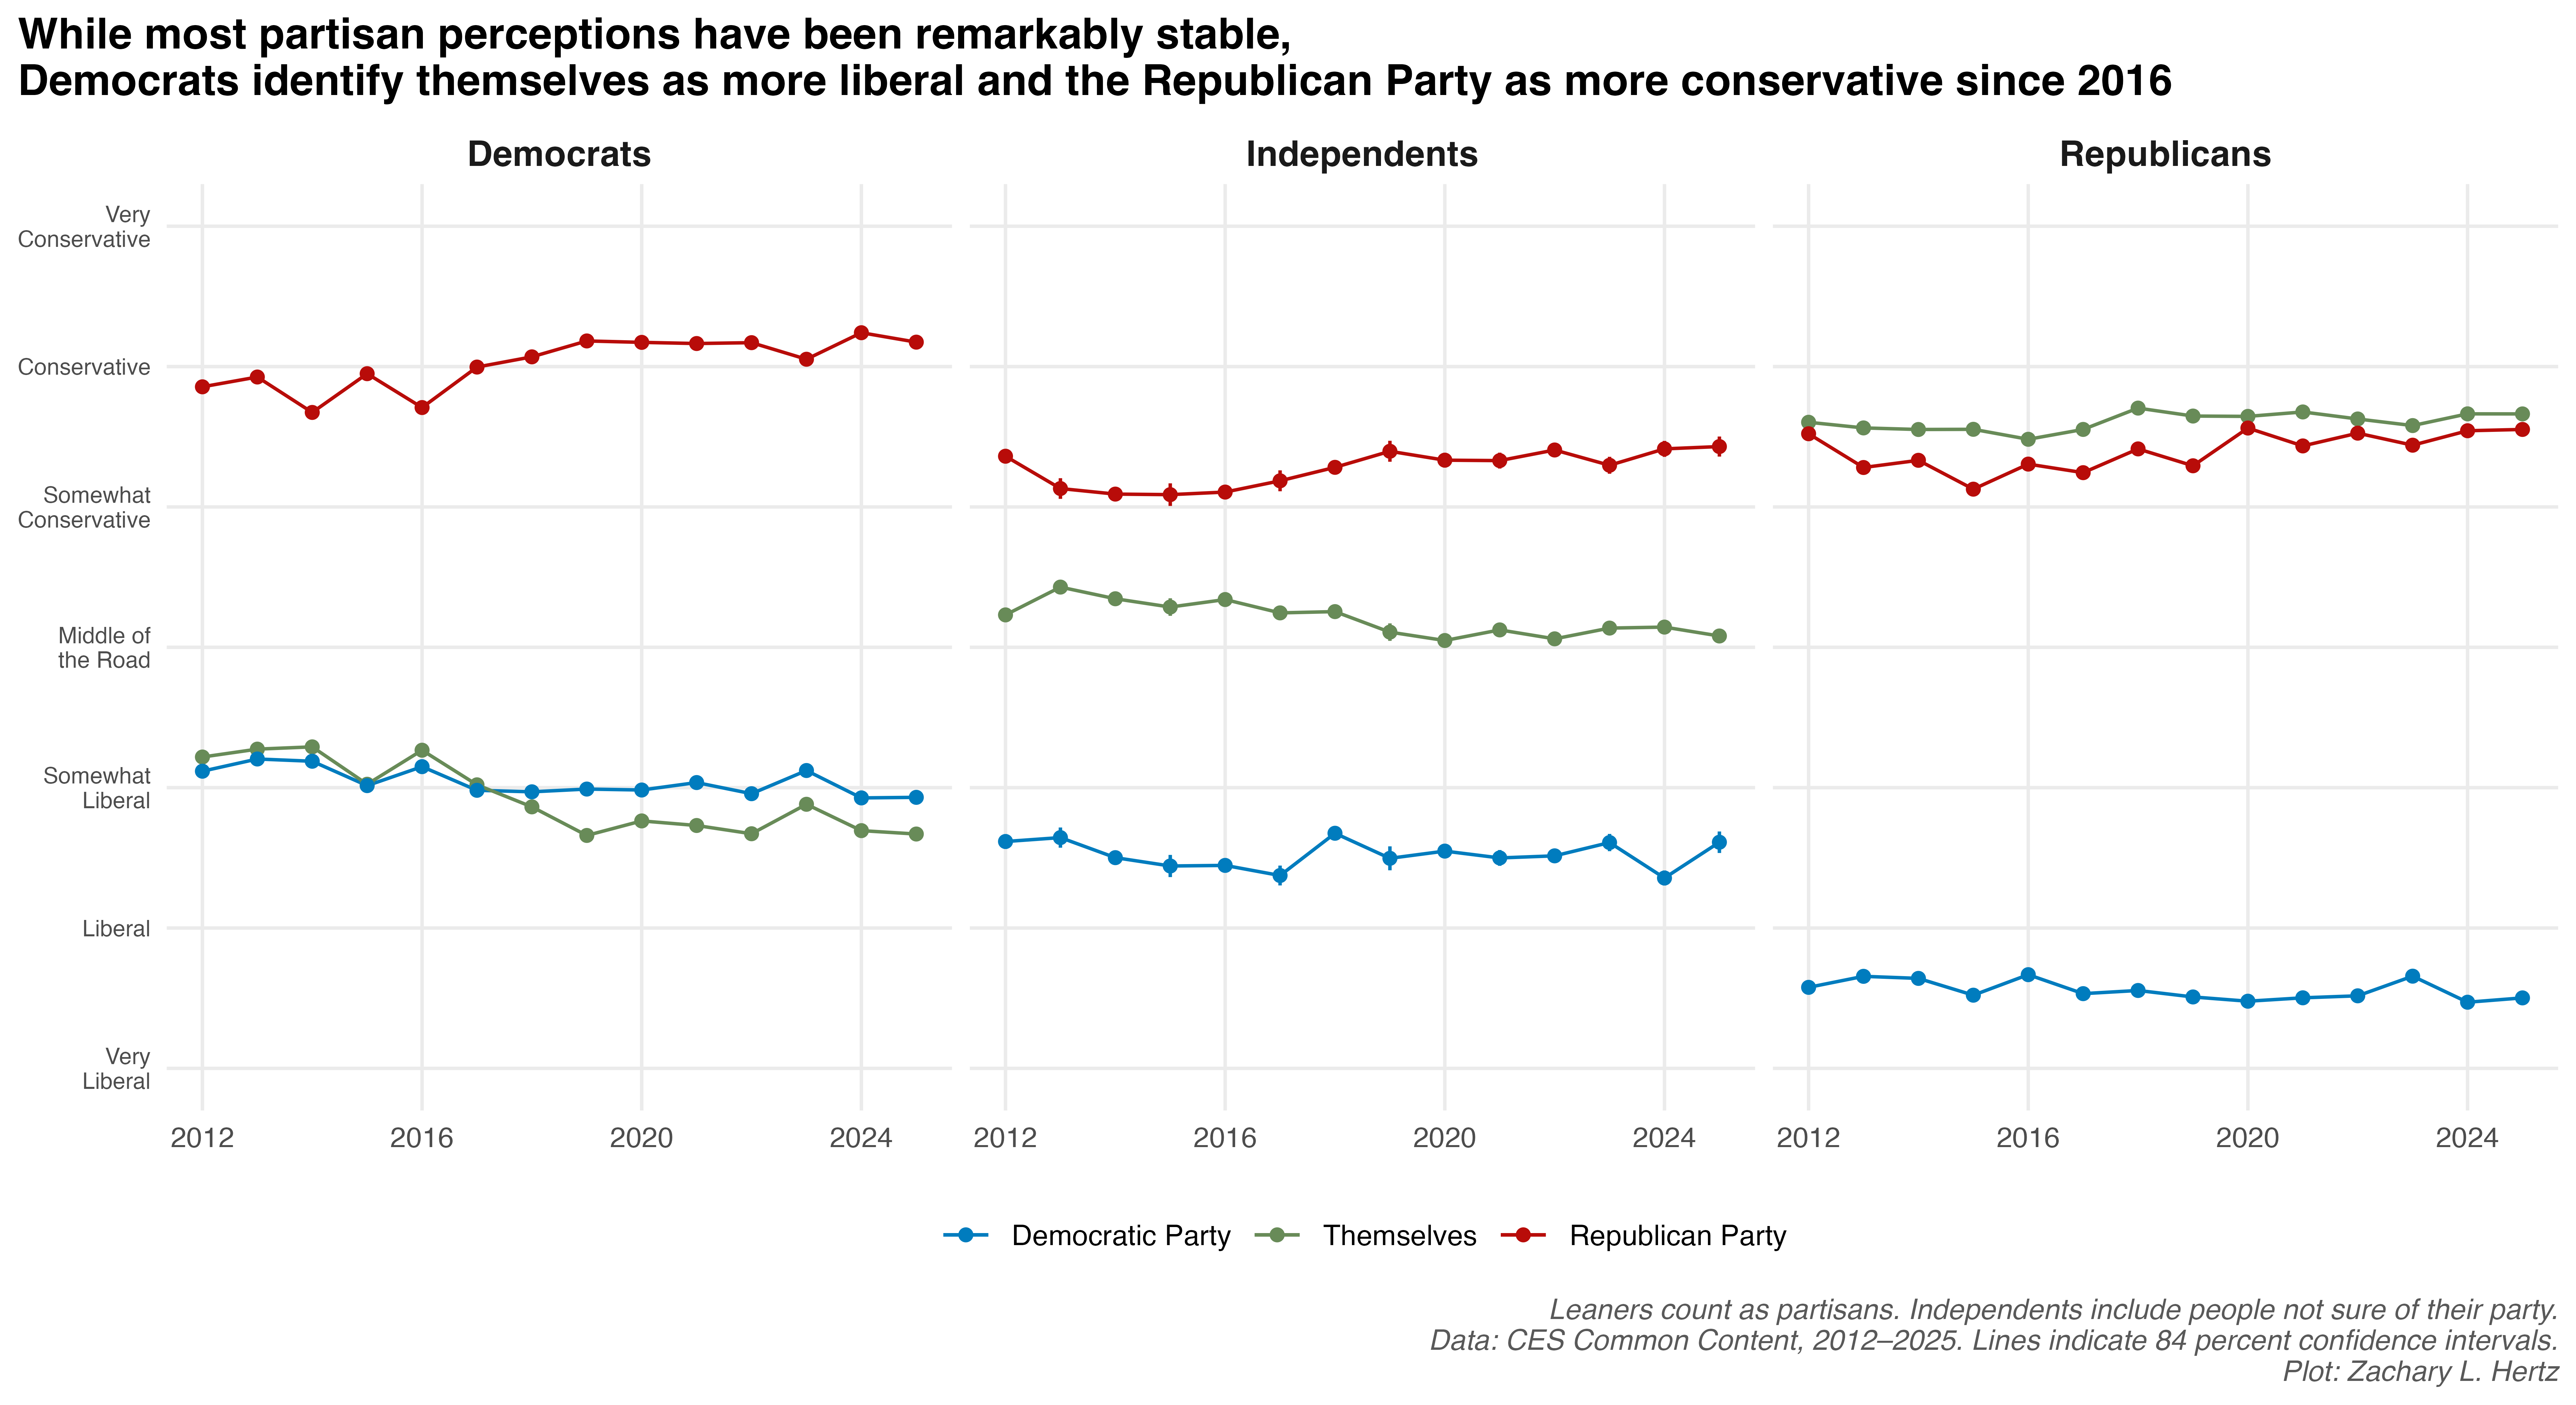 While most partisan perceptions have been remarkably stable,
Democrats identify themselves as more liberal and the Republican Party as more conservative since 2016
Democrats
Independents
Republicans
Very
Conservative
Conservative
Somewhat
Conservative
Middle of
the Road
Somewhat
Liberal
Liberal
Very
Liberal
2012 2016 2020 2024
2012 2016 2020 2024
2012 2016 2020 2024
Democratic Party Themselves Republican Party
Leaners count as partisans. Independents include people not sure of their party.
Data: CES Common Content, 2012–2025. Lines indicate 84 percent confidence intervals.
Plot: Zachary L. Hertz